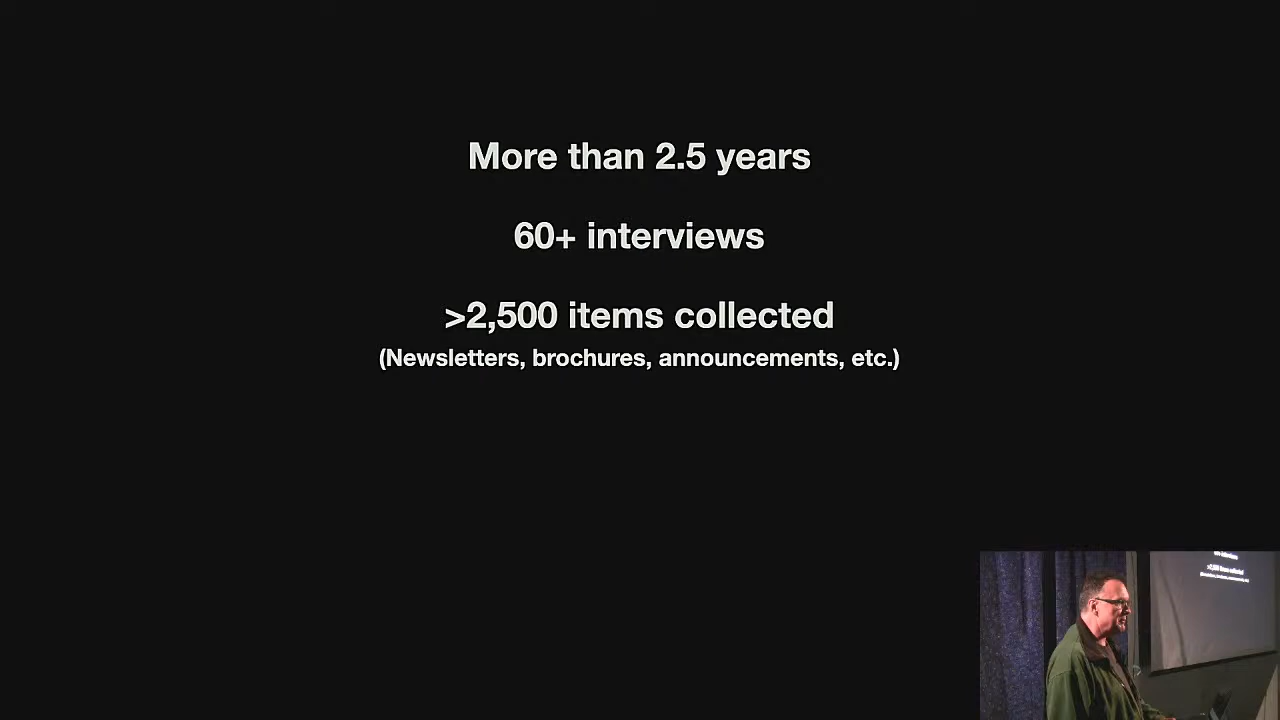 More than 2.5 years
60+ interviews
>2,500 items collected
(Newsletters, brochures, announcements, etc.)